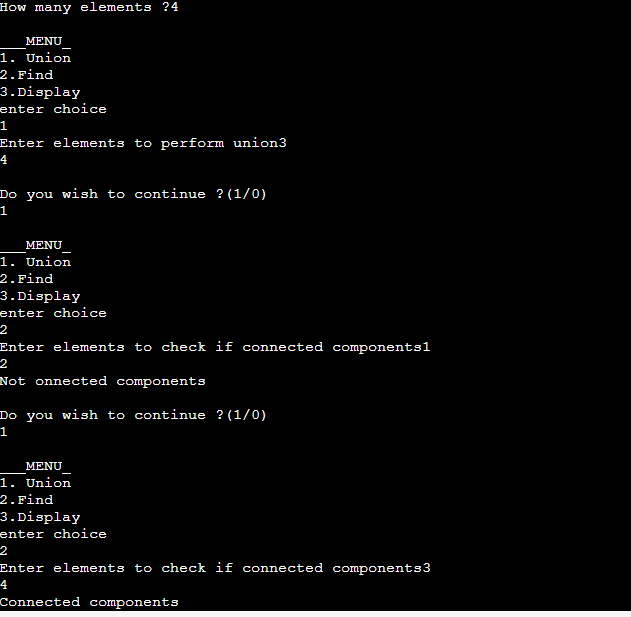 How many elements ?4
___MENU_
1. Union
2.Find
3.Display
enter choice
1
Enter elements to perform union3
4
Do you wish to continue ?(1/0)
1
___MENU_
1. Union
2.Find
3.Display
enter choice
2
Enter elements to check if connected components1
2
Not onnected components
Do you wish to continue ?(1/0)
1
___MENU_
1. Union
2.Find
3.Display
enter choice
2
Enter elements to check if connected components3
4
Connected components